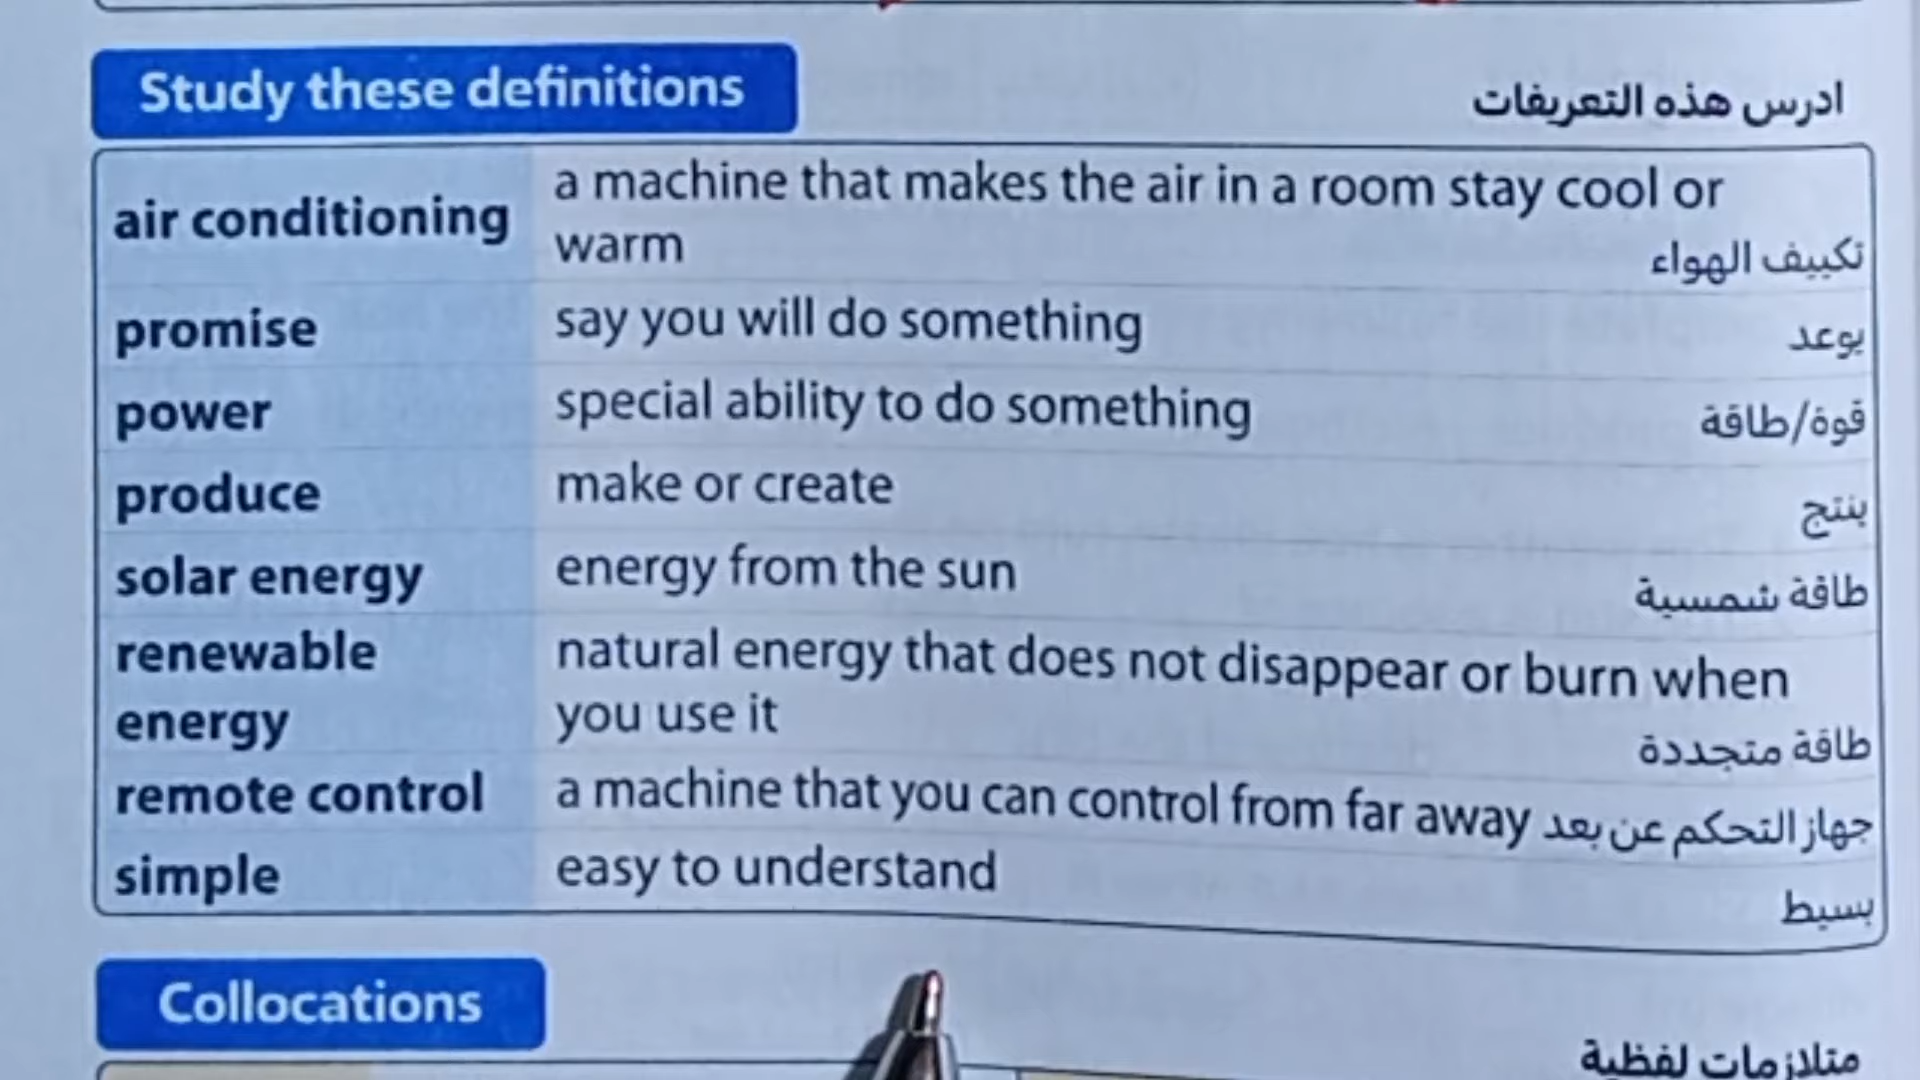 Study these definitions
ادرس هذه التعريفات
air conditioning
a machine that makes the air in a room stay cool or
warm
تكييف الهواء
promise
say you will do something
يوعد
power
special ability to do something
قوة/طاقة
produce
make or create
ينتج
solar energy
energy from the sun
طاقة شمسية
renewable
energy
natural energy that does not disappear or burn when
you use it
طاقة متجددة
remote control
a machine that you can control from far away
جهاز التحكم عن بعد
simple
easy to understand
بسيط
Collocations
متلازمات لفظية